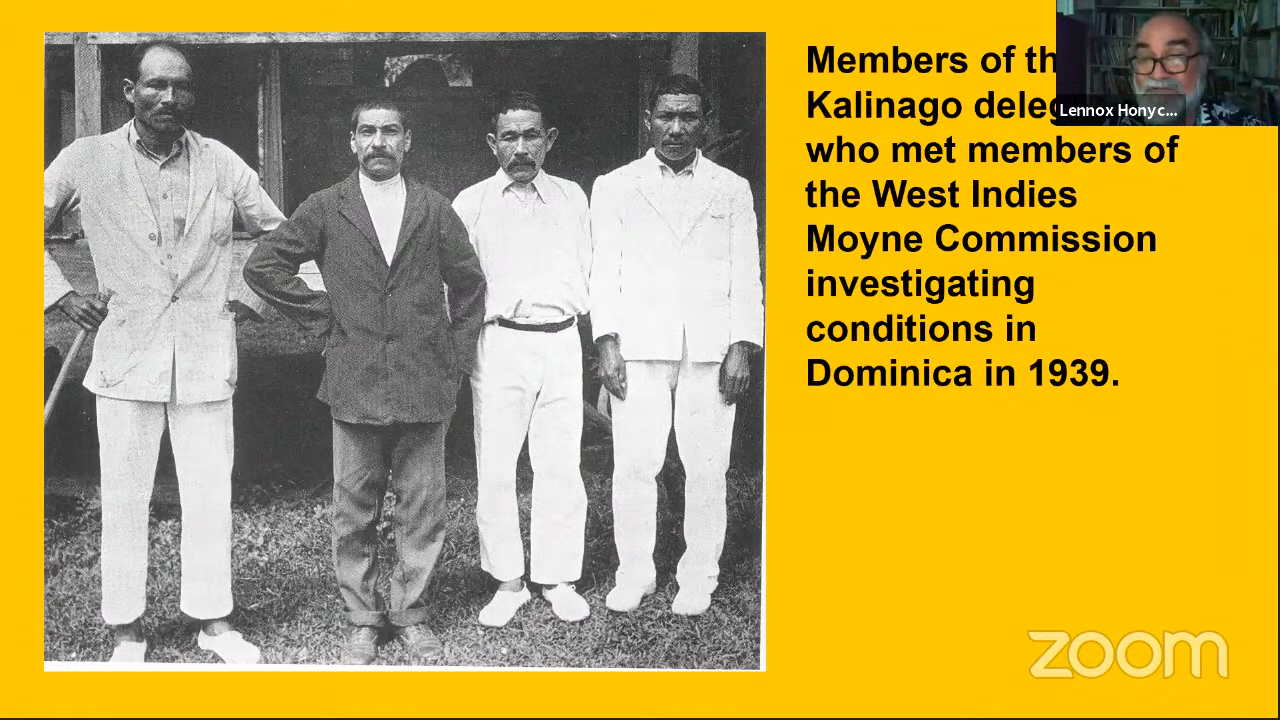 Members of th
Kalinago deleg
who met members of
the West Indies
Moyne Commission
investigating
conditions in
Dominica in 1939.
Lennox Honyc...
zoom